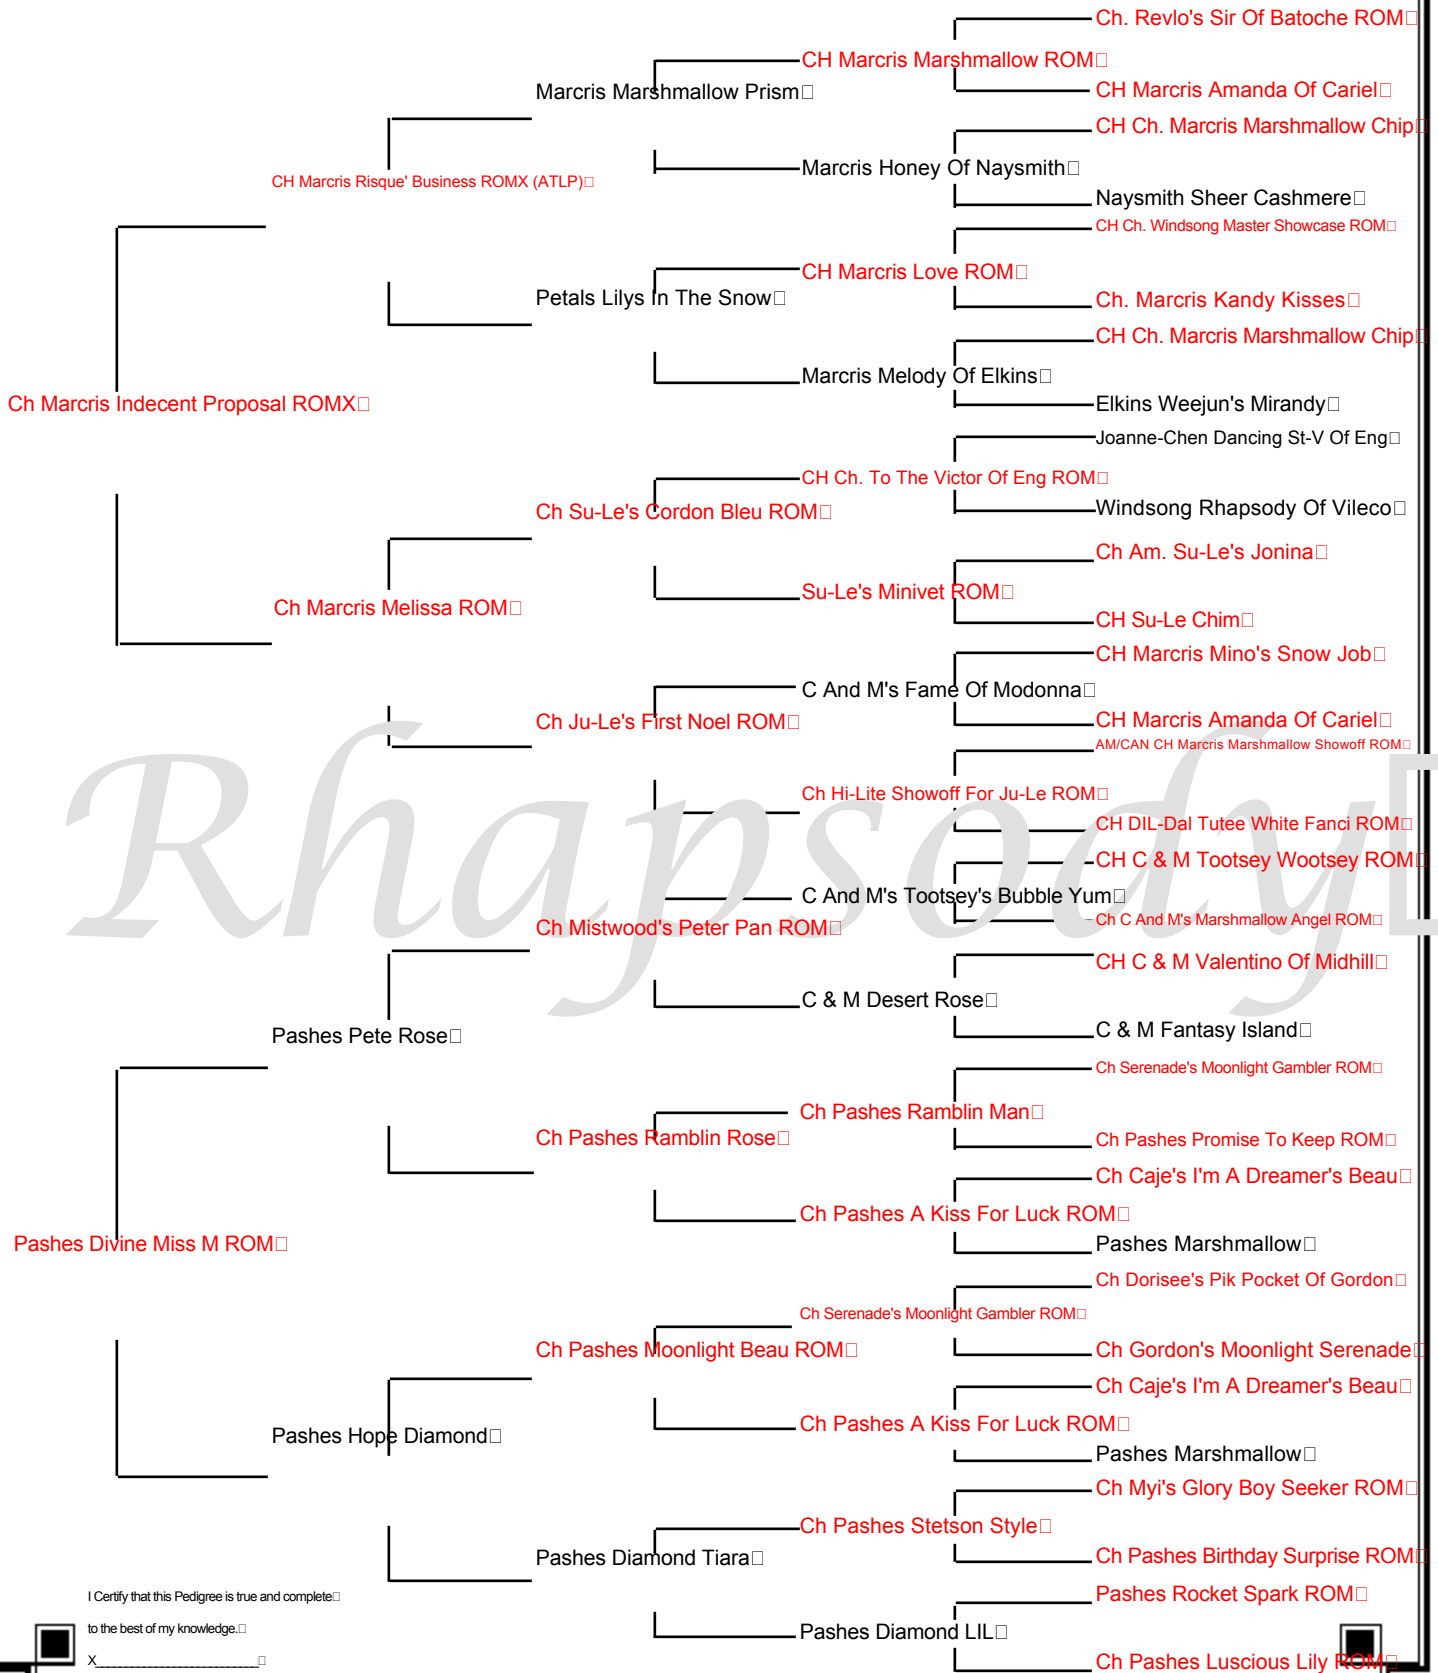 Ch. Revlo's Sir Of Batoche ROM
CH Marcris Marshmallow ROM
Marcris Marshmallow Prism
CH Marcris Amanda Of Cariel
CH Ch. Marcris Marshmallow Chip
Marcris Honey Of Naysmith
CH Marcris Risque' Business ROMX (ATLP)
Naysmith Sheer Cashmere
CH Ch. Windsong Master Showcase ROM
CH Marcris Love ROM
Petals Lilys In The Snow
Ch. Marcris Kandy Kisses
CH Ch. Marcris Marshmallow Chip
Marcris Melody Of Elkins
Ch Marcris Indecent Proposal ROMX
Elkins Weejun's Mirandy
Joanne-Chen Dancing St-V Of Eng
CH Ch. To The Victor Of Eng ROM
Ch Su-Le's Cordon Bleu ROM
Windsong Rhapsody Of Vileco
Ch Am. Su-Le's Jonina
Su-Le's Minivet ROM
Ch Marcris Melissa ROM
CH Su-Le Chim
CH Marcris Mino's Snow Job
C And M's Fame Of Modonna
Ch Ju-Le's First Noel ROM
CH Marcris Amanda Of Cariel
AM/CAN CH Marcris Marshmallow Showoff ROM
Ch Hi-Lite Showoff For Ju-Le ROM
CH DIL-Dal Tutee White Fanci ROM
Rhapsody
CH C & M Tootsey Wootsey ROM
C And M's Tootsey's Bubble Yum
Ch Mistwood's Peter Pan ROM
Ch C And M's Marshmallow Angel ROM
CH C & M Valentino Of Midhill
C & M Desert Rose
Pashes Pete Rose
C & M Fantasy Island
Ch Serenade's Moonlight Gambler ROM
Ch Pashes Ramblin Man
Ch Pashes Ramblin Rose
Ch Pashes Promise To Keep ROM
Ch Caje's I'm A Dreamer's Beau
Ch Pashes A Kiss For Luck ROM
Pashes Divine Miss M ROM
Pashes Marshmallow
Ch Dorisee's Pik Pocket Of Gordon
Ch Serenade's Moonlight Gambler ROM
Ch Pashes Moonlight Beau ROM
Ch Gordon's Moonlight Serenade
Ch Caje's I'm A Dreamer's Beau
Ch Pashes A Kiss For Luck ROM
Pashes Hope Diamond
Pashes Marshmallow
Ch Myi's Glory Boy Seeker ROM
Ch Pashes Stetson Style
Pashes Diamond Tiara
Ch Pashes Birthday Surprise ROM
Pashes Rocket Spark ROM
I Certify that this Pedigree is true and complete
to the best of my knowledge.
Pashes Diamond LIL
X___________________________
Ch Pashes Luscious Lily ROM